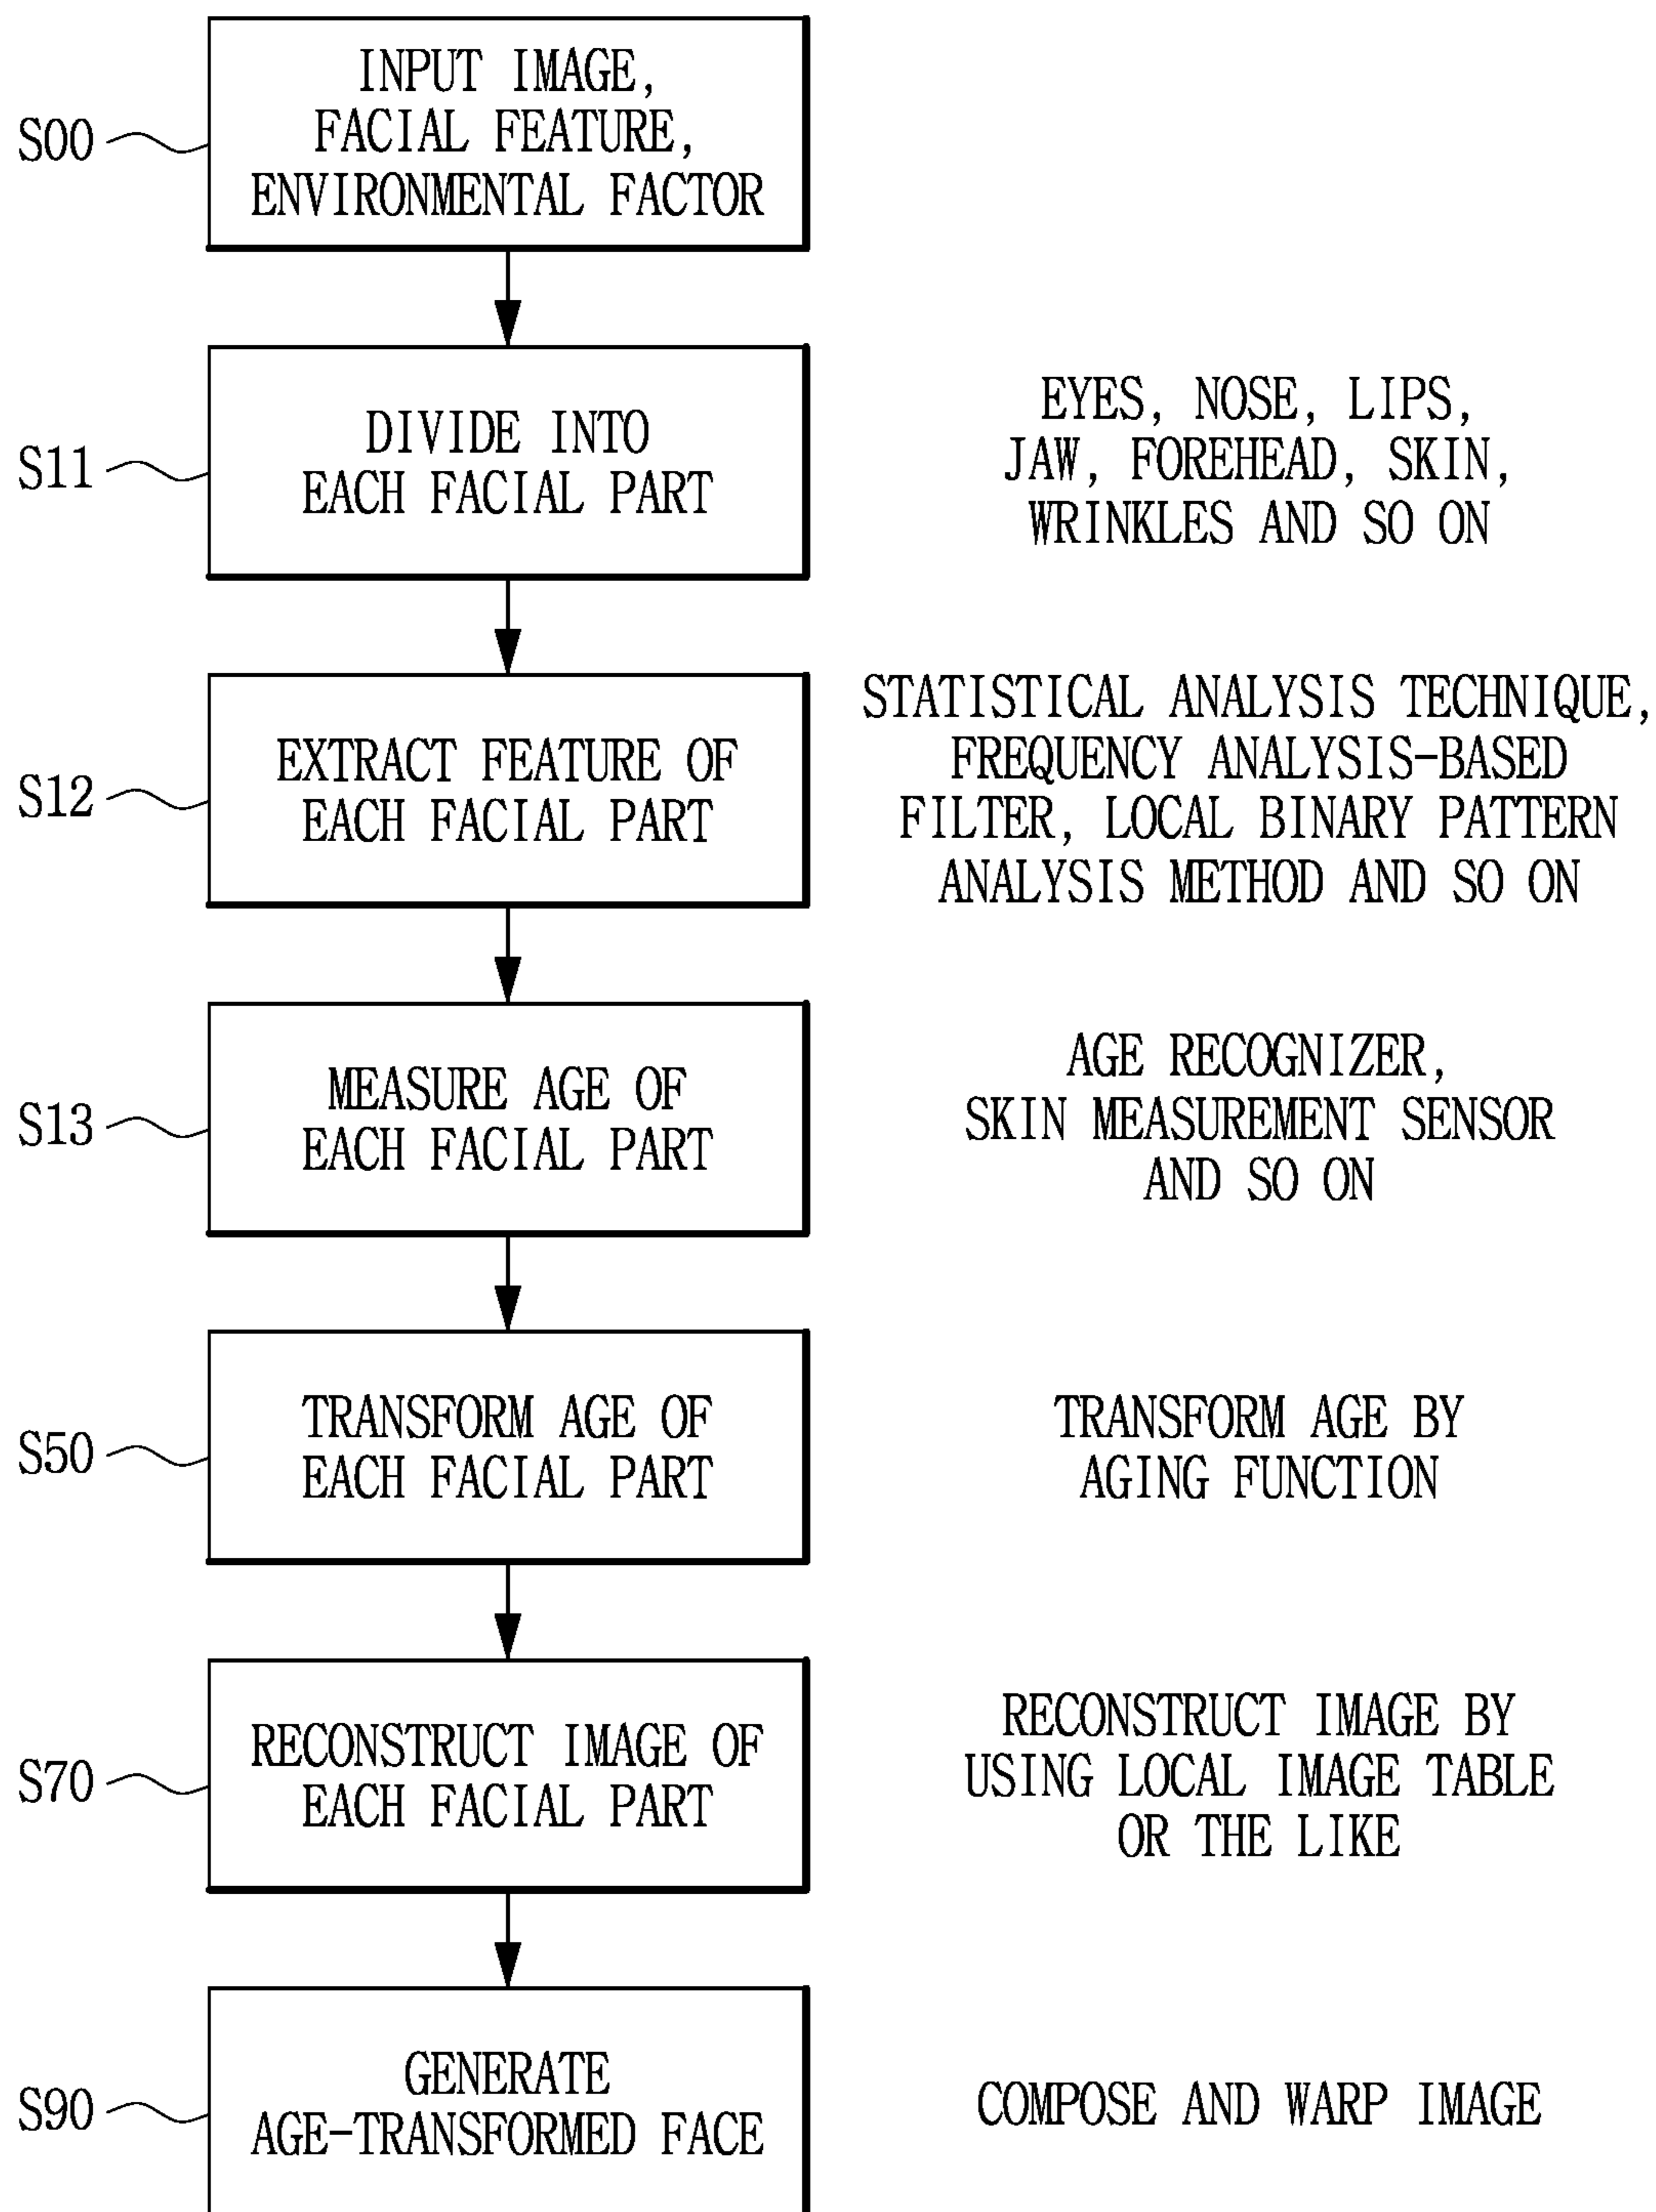 S00
INPUT IMAGE,
FACIAL FEATURE,
ENVIRONMENTAL FACTOR
S11
DIVIDE INTO
EACH FACIAL PART
EYES, NOSE, LIPS,
JAW, FOREHEAD, SKIN,
WRINKLES AND SO ON
S12
EXTRACT FEATURE OF
EACH FACIAL PART
STATISTICAL ANALYSIS TECHNIQUE,
FREQUENCY ANALYSIS-BASED
FILTER, LOCAL BINARY PATTERN
ANALYSIS METHOD AND SO ON
S13
MEASURE AGE OF
EACH FACIAL PART
AGE RECOGNIZER,
SKIN MEASUREMENT SENSOR
AND SO ON
S50
TRANSFORM AGE OF
EACH FACIAL PART
TRANSFORM AGE BY
AGING FUNCTION
S70
RECONSTRUCT IMAGE OF
EACH FACIAL PART
RECONSTRUCT IMAGE BY
USING LOCAL IMAGE TABLE
OR THE LIKE
S90
GENERATE
AGE-TRANSFORMED FACE
COMPOSE AND WARP IMAGE